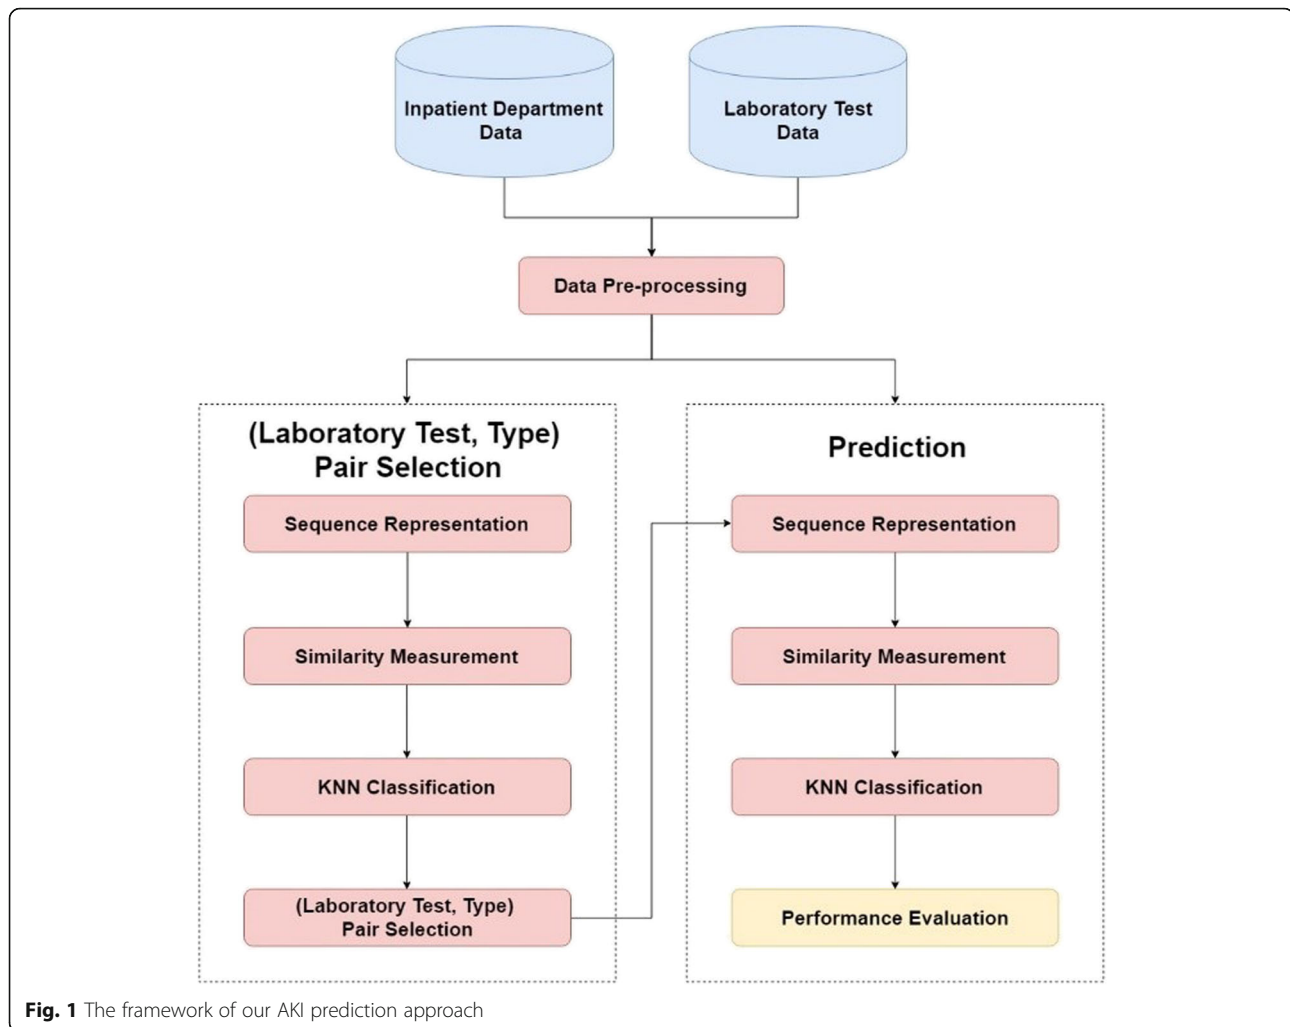 Inpatient Department
Data
Laboratory Test
Data
Data Pre-processing
(Laboratory Test, Type)
Pair Selection
Sequence Representation
Similarity Measurement
KNN Classification
(Laboratory Test, Type)
Pair Selection
Prediction
Sequence Representation
Similarity Measurement
KNN Classification
Performance Evaluation
Fig. 1 The framework of our AKI prediction approach